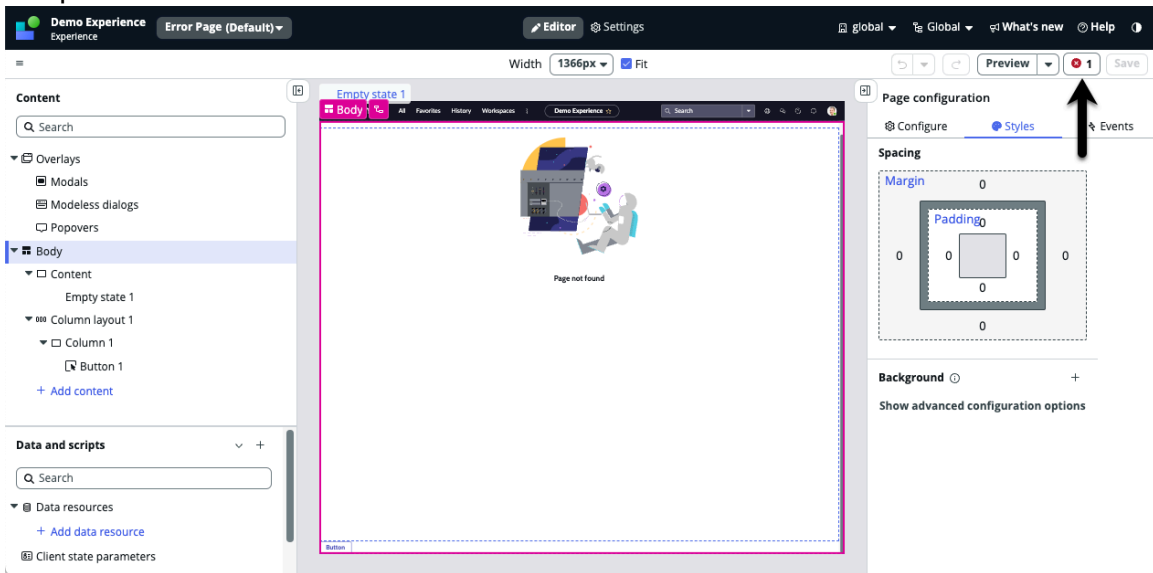 Demo Experience
Experience
Error Page (Default)
Editor
Settings
global
Global
What's new
Help
Width
1366px
Fit
Preview
1
Save
Content
Search
Overlays
Modals
Modeless dialogs
Popovers
Body
Content
Empty state 1
Column layout 1
Column 1
Button 1
+ Add content
Data and scripts
Search
Data resources
+ Add data resource
Client state parameters
Empty state 1
Body
All
Favorites
History
Workspaces
Demo Experience
Search
Page not found
Button
Page configuration
Configure
Styles
Events
Spacing
Margin
0
Padding
0
0
0
0
0
0
0
Background
Show advanced configuration options